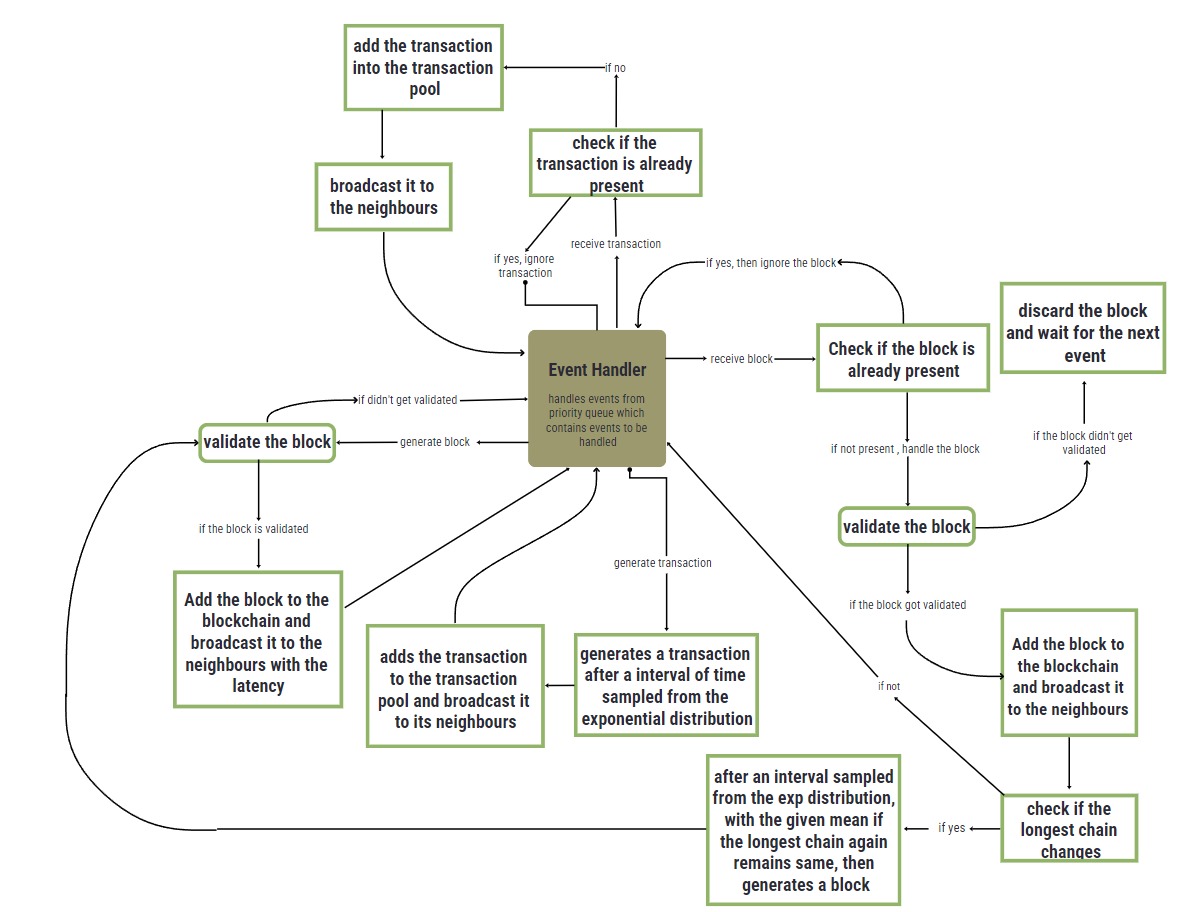 add the transaction
into the transaction
pool
if no
check if the
transaction is already
present
broadcast it to
the neighbours
receive transaction
if yes, ignore
transaction
if yes, then ignore the block
discard the block
and wait for the next
event
Check if the block is
already present
receive block
Event Handler
handles events from
priority queue which
contains events to be
handled
if didn't get validated
validate the block
generate block
if the block didn't get
validated
if not present , handle the block
validate the block
if the block is validated
generate transaction
if the block got validated
Add the block to the
blockchain and
broadcast it to the
neighbours with the
latency
adds the transaction
to the transaction
pool and broadcast it
to its neighbours
generates a transaction
after a interval of time
sampled from the
exponential distribution
Add the block to
the blockchain
and broadcast it
to the neighbours
if not
after an interval sampled
from the exp distribution,
with the given mean if
the longest chain again
remains same, then
generates a block
if yes
check if the
longest chain
changes